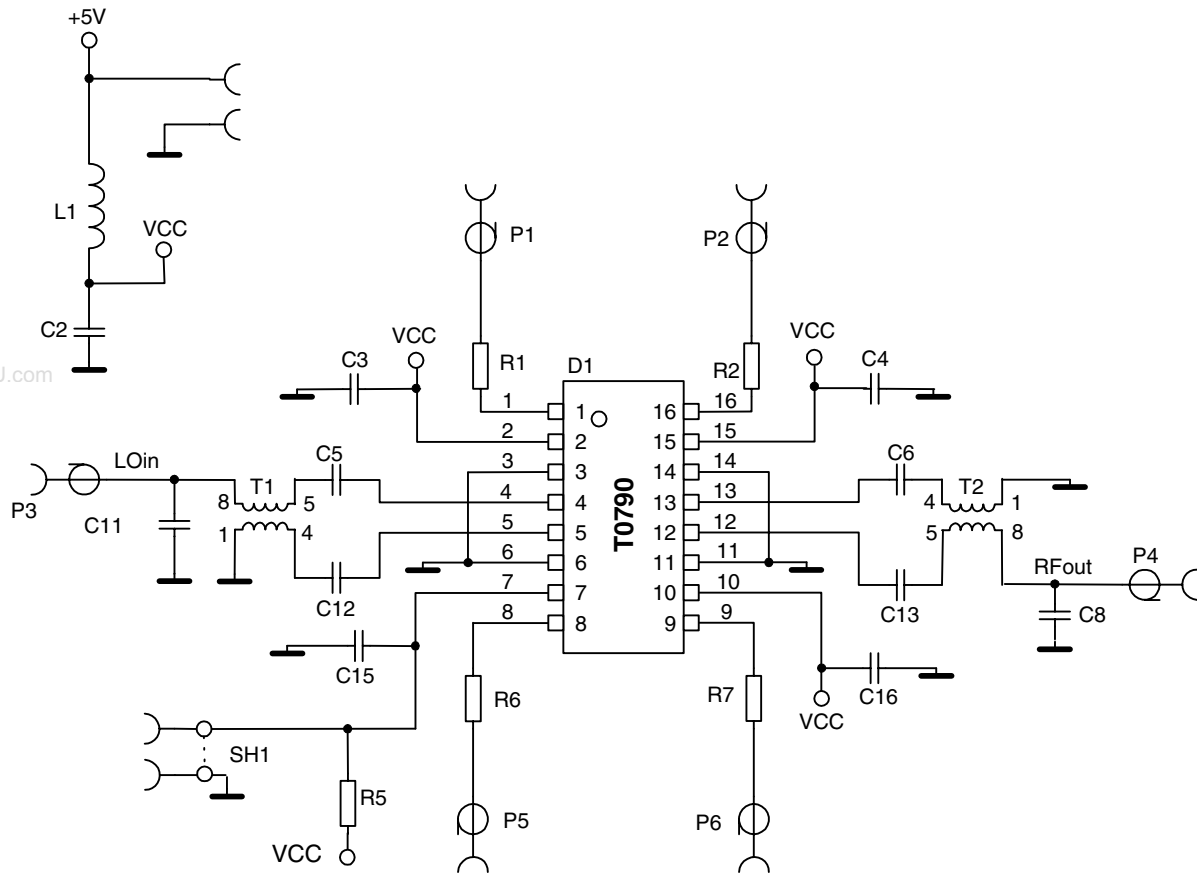 +5V
L1
VCC
C2
U.com
P1
P2
R1
R2
C3
VCC
D1
VCC
C4
1
2
3
4
5
6
7
8
1
2
3
4
5
6
7
8
T0790
16
15
14
13
12
11
10
9
16
15
14
13
12
11
10
9
P3
LOin
C11
8
T1
5
1
4
C5
C12
C6
C13
4
T2
1
5
8
RFout
P4
C8
C15
R6
R7
C16
VCC
SH1
R5
VCC
P5
P6